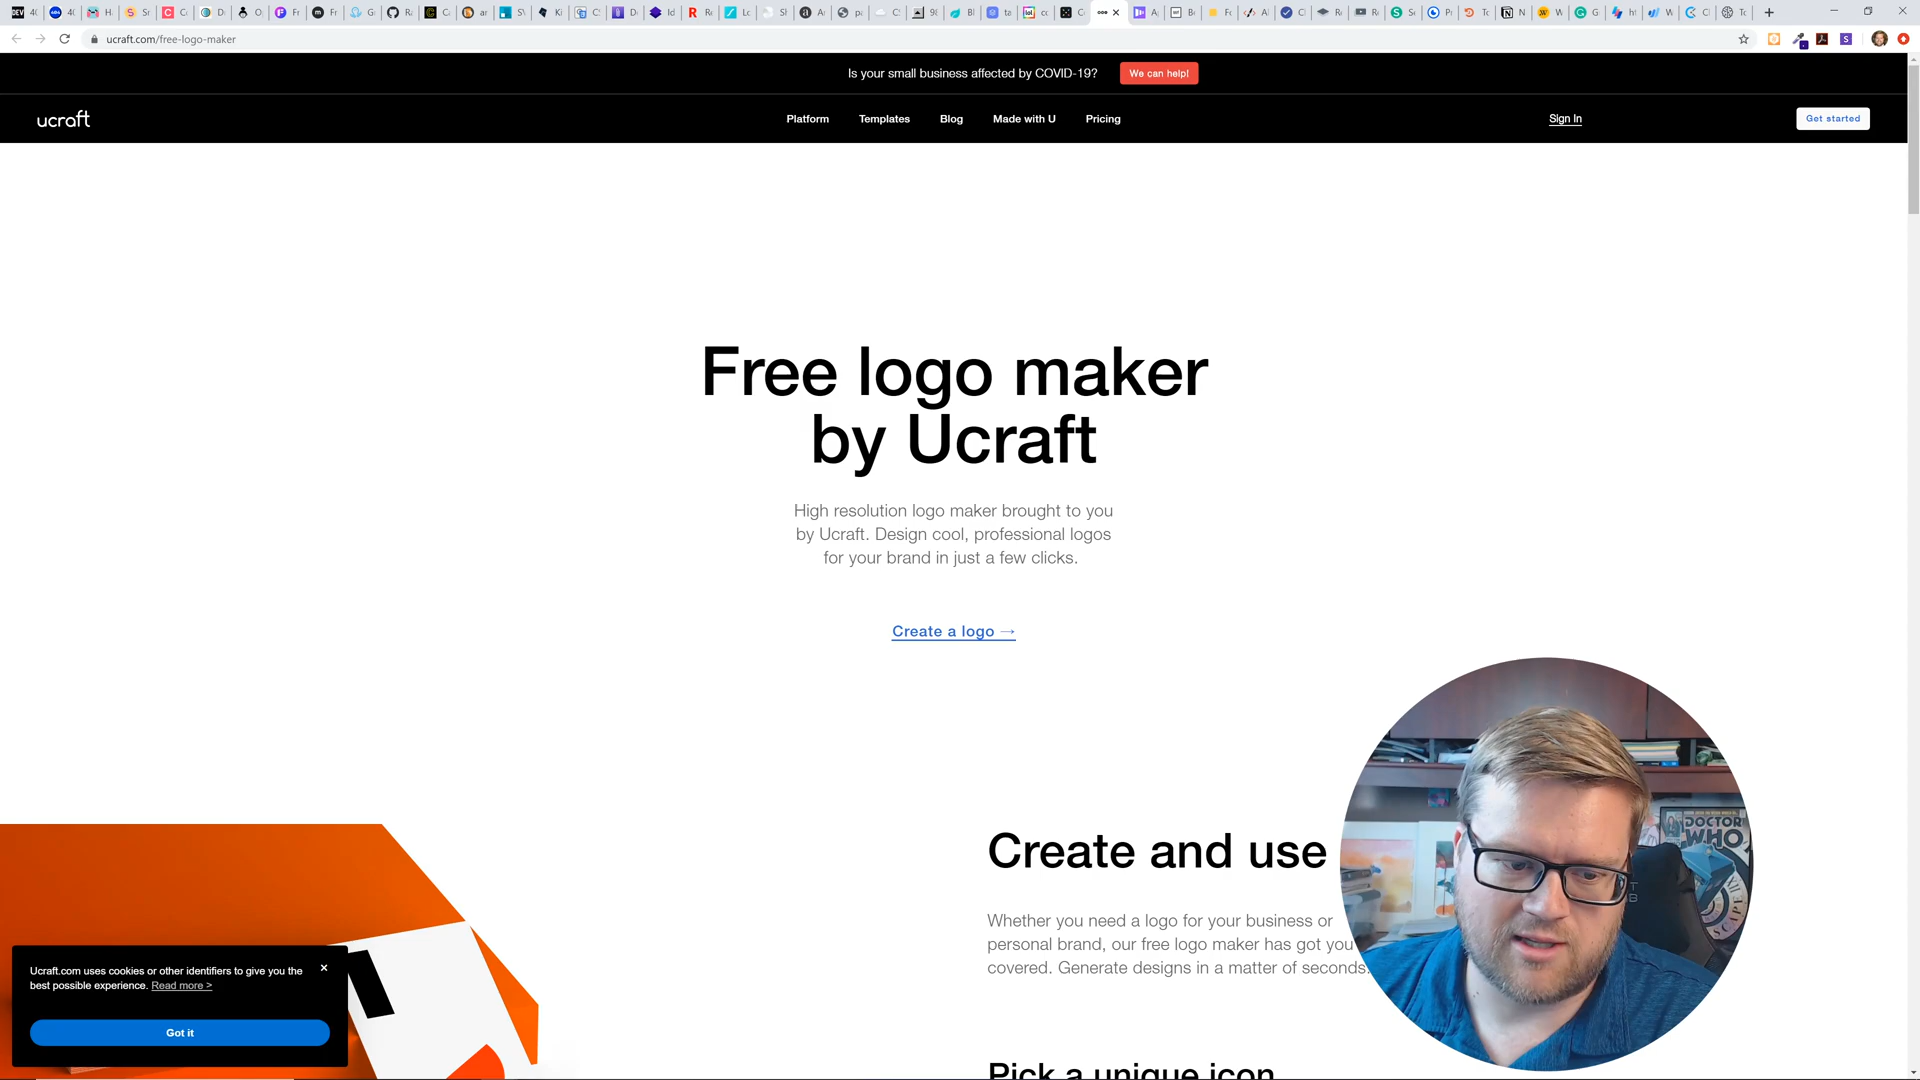 ucraft.com/free-logo-maker
Is your small business affected by COVID-19? We can help!
ucraft Platform Templates Blog Made with U Pricing Sign In Get started
Free logo maker
by Ucraft
High resolution logo maker brought to you
by Ucraft. Design cool, professional logos
for your brand in just a few clicks.
Create a logo →
Create and use
Whether you need a logo for your business or
personal brand, our free logo maker has got you
covered. Generate designs in a matter of seconds.
Pick a unique icon
Ucraft.com uses cookies or other identifiers to give you the
best possible experience. Read more >
Got it
DOCTOR
WHO